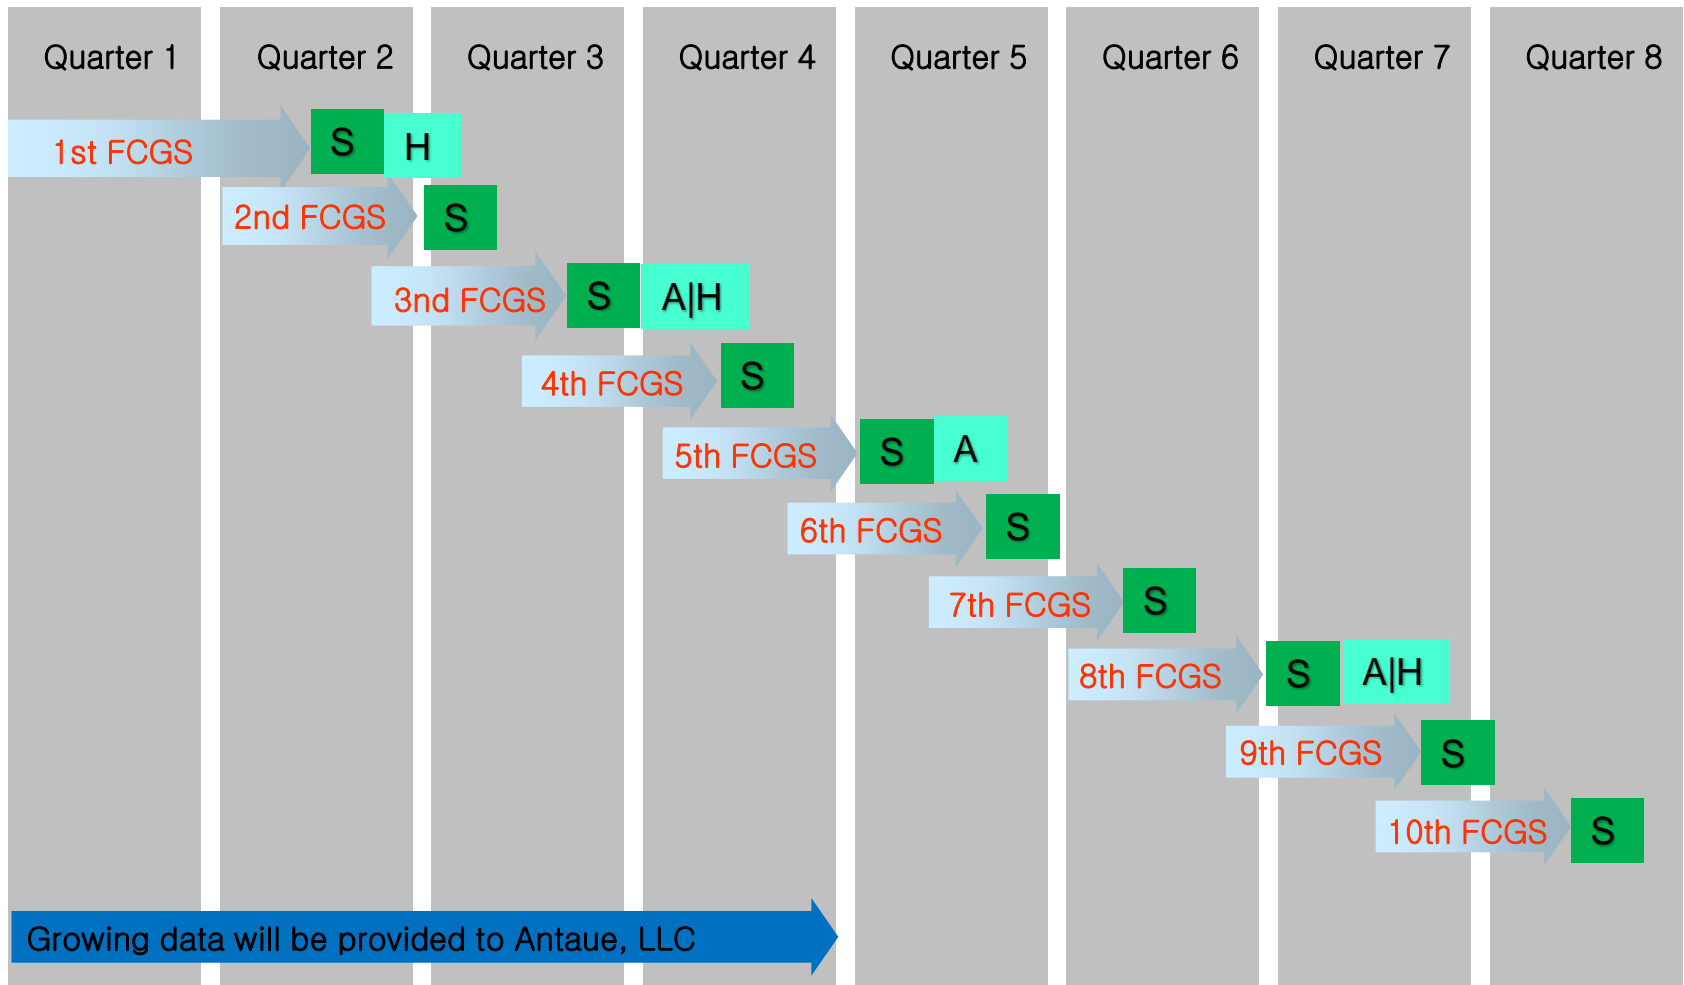 Quarter 1 Quarter 2 Quarter 3 Quarter 4 Quarter 5 Quarter 6 Quarter 7 Quarter 8
1st FCGS S H
2nd FCGS S
3nd FCGS S A|H
4th FCGS S
5th FCGS S A
6th FCGS S
7th FCGS S
8th FCGS S A|H
9th FCGS S
10th FCGS S
Growing data will be provided to Antaue, LLC